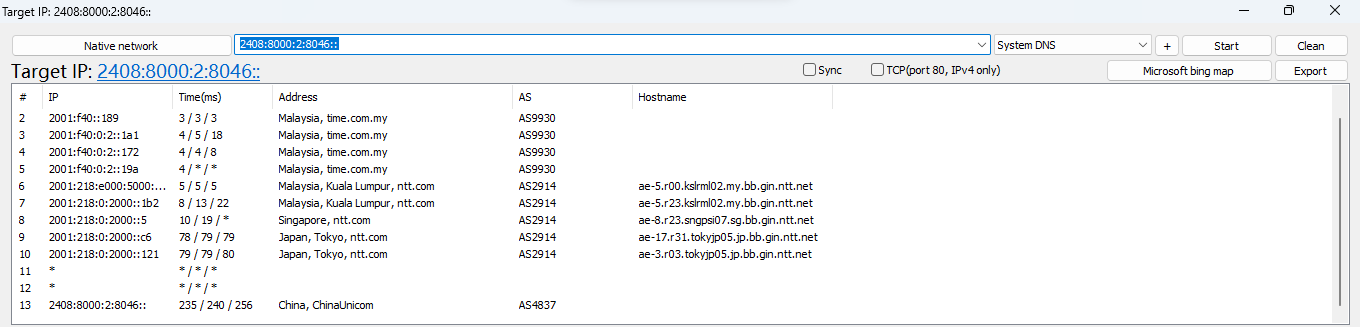 Target IP: 2408:8000:2:8046::
Native network 2408:8000:2:8046:: System DNS + Start Clean
Target IP: 2408:8000:2:8046:: Sync TCP(port 80, IPv4 only) Microsoft bing map Export
# IP Time(ms) Address AS Hostname
2 2001:f40::189 3 / 3 / 3 Malaysia, time.com.my AS9930
3 2001:f40:0:2::1a1 4 / 5 / 18 Malaysia, time.com.my AS9930
4 2001:f40:0:2::172 4 / 4 / 8 Malaysia, time.com.my AS9930
5 2001:f40:0:2::19a 4 / * / * Malaysia, time.com.my AS9930
6 2001:218:e000:5000:... 5 / 5 / 5 Malaysia, Kuala Lumpur, ntt.com AS2914 ae-5.r00.kslrml02.my.bb.gin.ntt.net
7 2001:218:0:2000::1b2 8 / 13 / 22 Malaysia, Kuala Lumpur, ntt.com AS2914 ae-5.r23.kslrml02.my.bb.gin.ntt.net
8 2001:218:0:2000::5 10 / 19 / * Singapore, ntt.com AS2914 ae-8.r23.sngpsi07.sg.bb.gin.ntt.net
9 2001:218:0:2000::c6 78 / 79 / 79 Japan, Tokyo, ntt.com AS2914 ae-17.r31.tokyjp05.jp.bb.gin.ntt.net
10 2001:218:0:2000::121 79 / 79 / 80 Japan, Tokyo, ntt.com AS2914 ae-3.r03.tokyjp05.jp.bb.gin.ntt.net
11 * * / * / *
12 * * / * / *
13 2408:8000:2:8046:: 235 / 240 / 256 China, ChinaUnicom AS4837